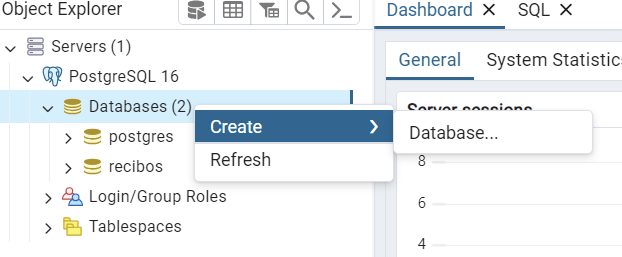 Object Explorer
Dashboard
SQL
Servers (1)
General
System Statistics
PostgreSQL 16
Databases (2)
Server sessions
Create
Database...
postgres
8
recibos
Refresh
6
Login/Group Roles
Tablespaces
4